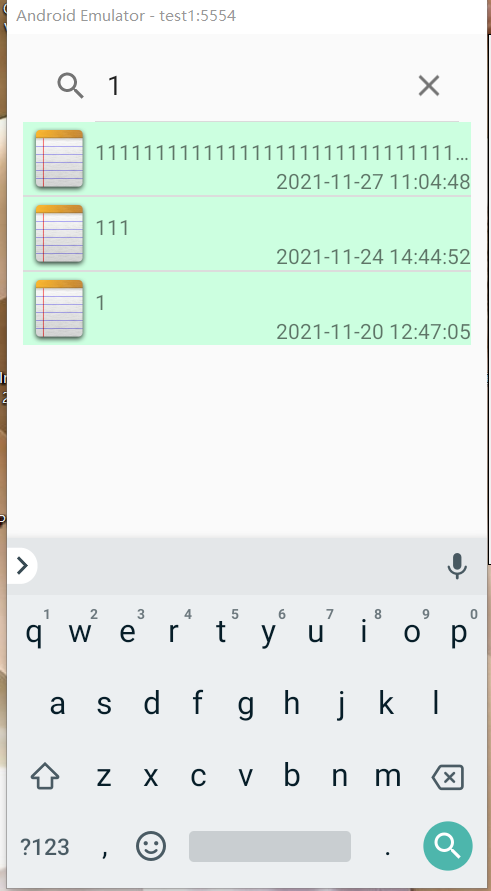 Android Emulator - test1:5554
1
111111111111111111111111111111…
2021-11-27 11:04:48
111
2021-11-24 14:44:52
1
2021-11-20 12:47:05
1 2 3 4 5 6 7 8 9 0
q w e r t y u i o p
a s d f g h j k l
z x c v b n m
?123 , .